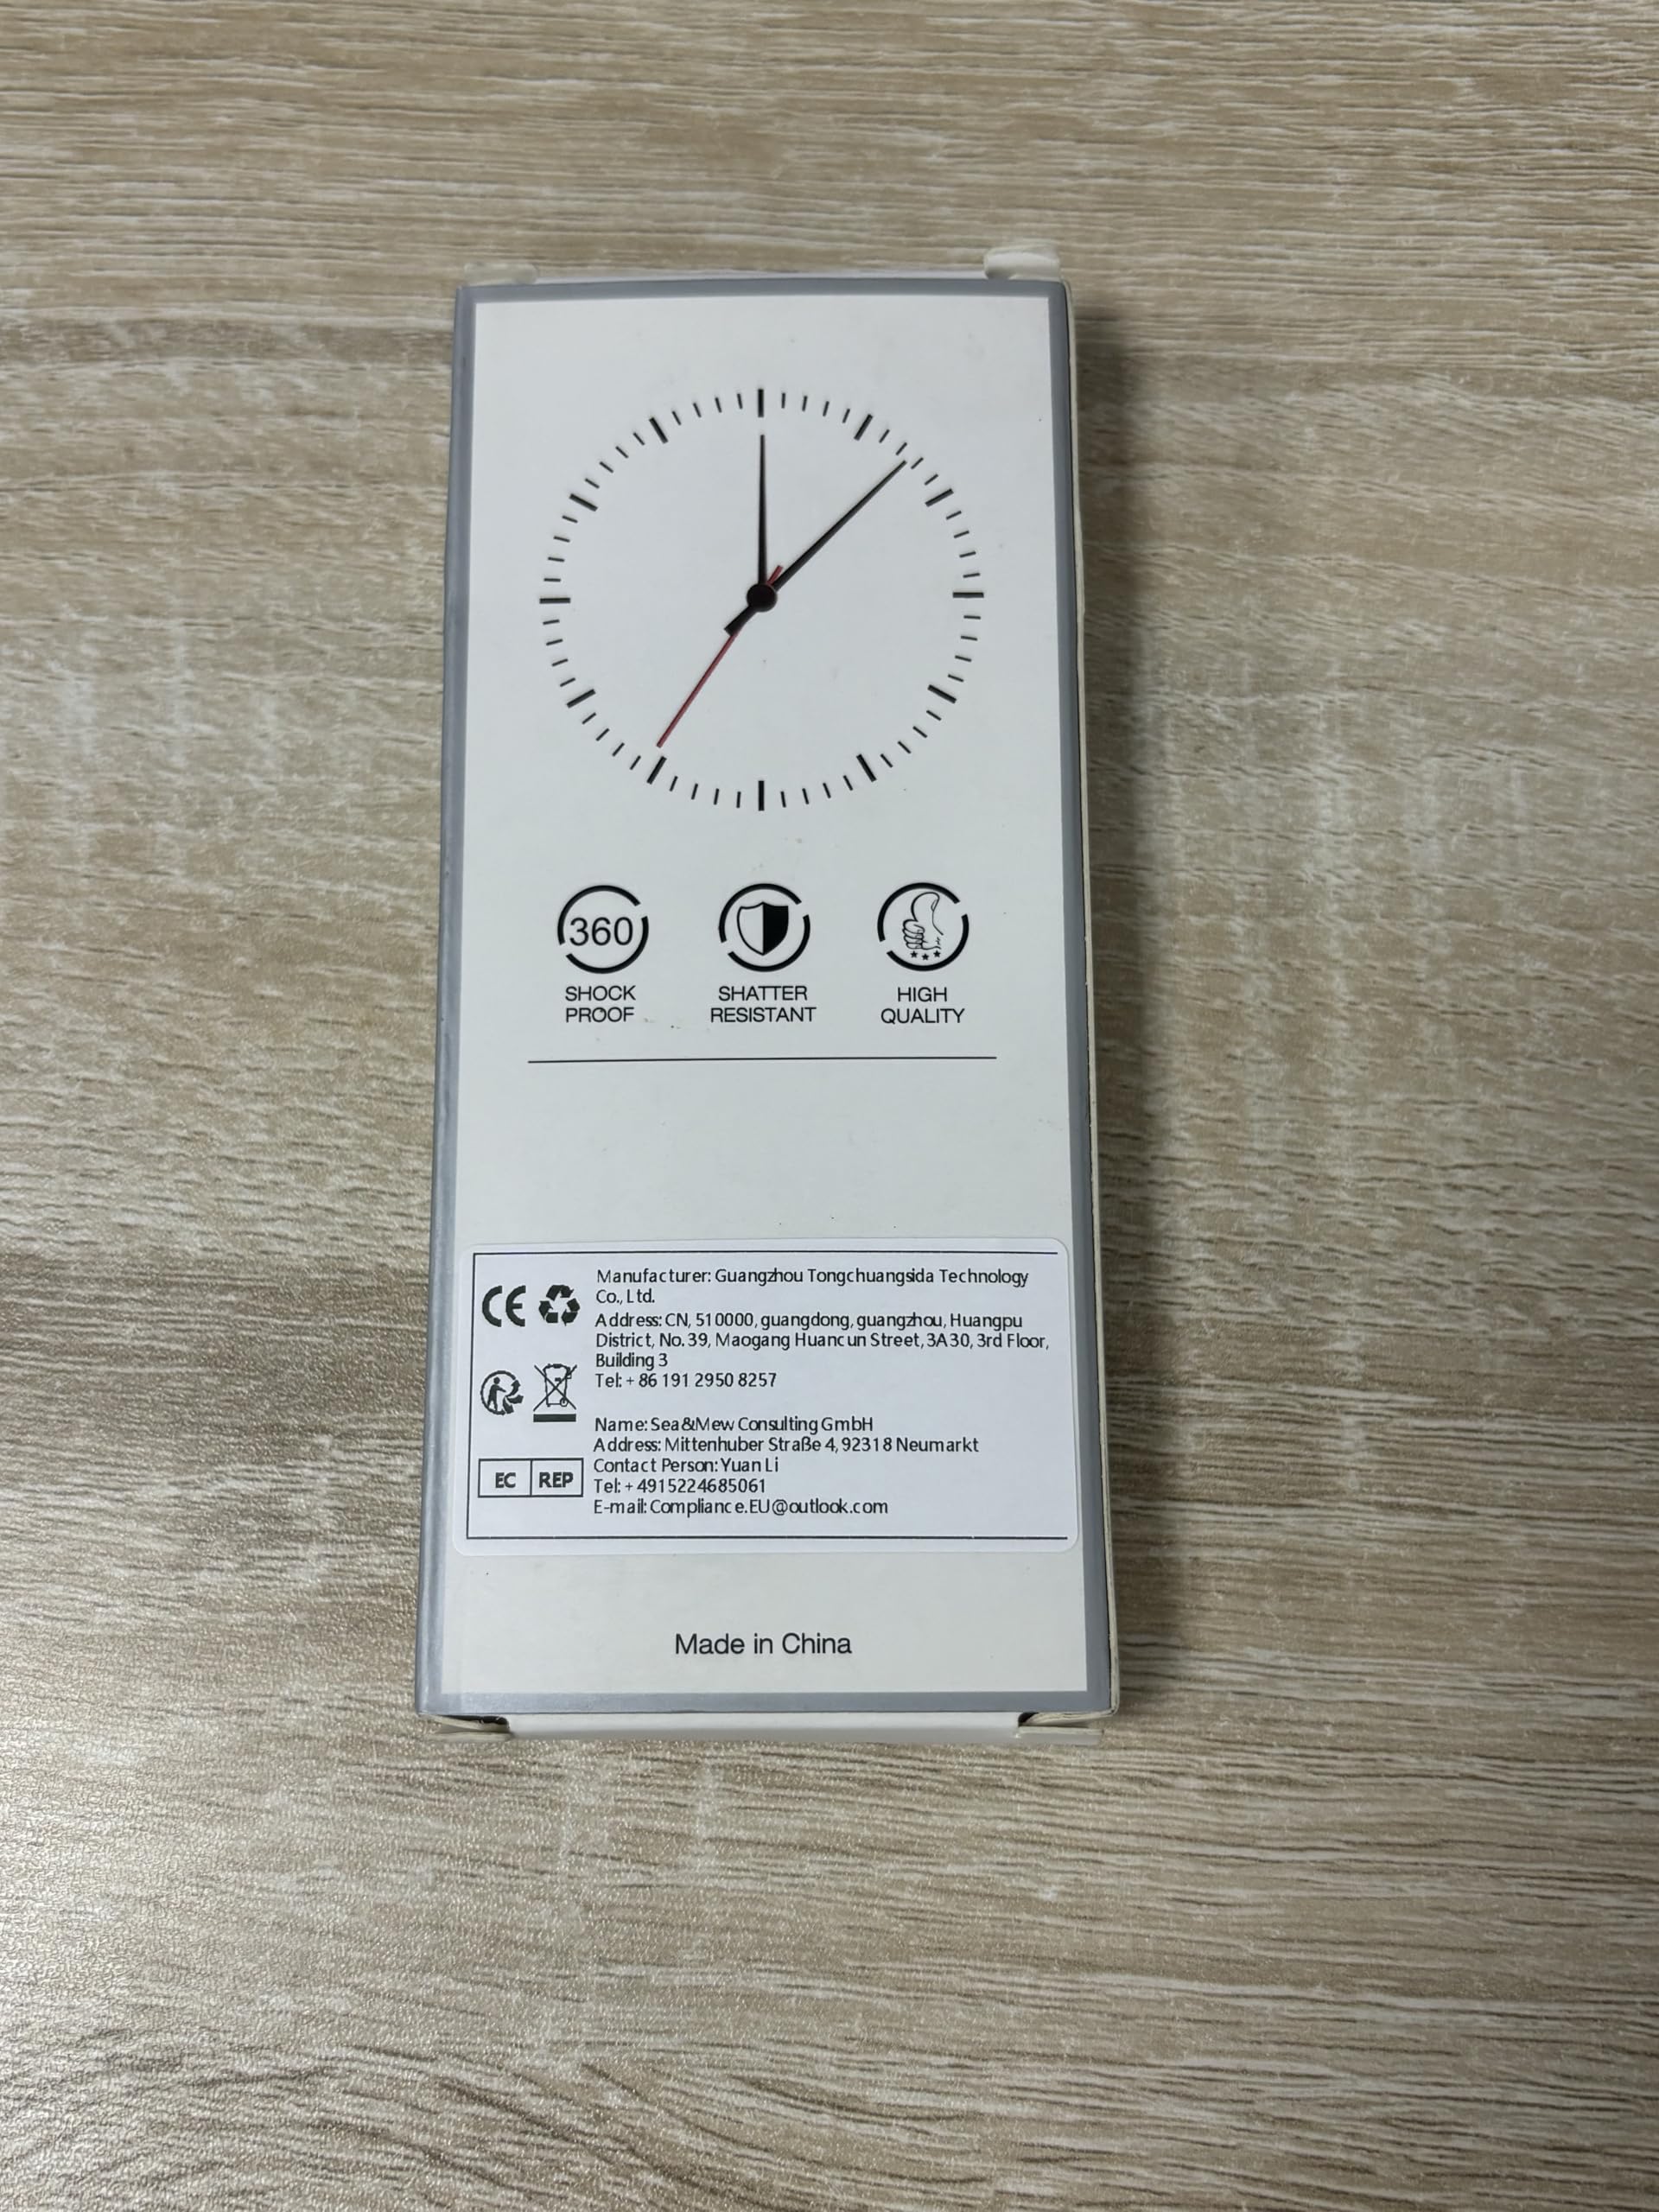 360
SHOCK
PROOF
SHATTER
RESISTANT
HIGH
QUALITY
CE
Manufacturer: Guangzhou Tongchuangsida Technology
Co., Ltd.
Address: CN, 510000, guangdong, guangzhou, Huangpu
District, No. 39, Maogang Huancun Street, 3A30, 3rd Floor,
Building 3
Tel: + 86 191 2950 8257
EC REP
Name: Sea&Mew Consulting GmbH
Address: Mittenhuber Straße 4, 92318 Neumarkt
Contact Person: Yuan Li
Tel: + 4915224685061
E-mail: Compliance.EU@outlook.com
Made in China